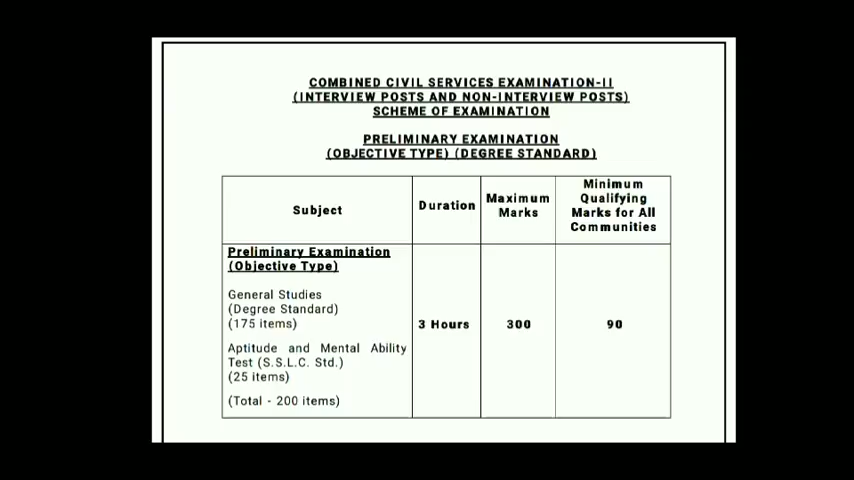 COMBINED CIVIL SERVICES EXAMINATION-II
(INTERVIEW POSTS AND NON-INTERVIEW POSTS)
SCHEME OF EXAMINATION
PRELIMINARY EXAMINATION
(OBJECTIVE TYPE) (DEGREE STANDARD)
Subject
Duration
Maximum
Marks
Minimum
Qualifying
Marks for All
Communities
Preliminary Examination
(Objective Type)
General Studies
(Degree Standard)
(175 items)
Aptitude and Mental Ability
Test (S.S.L.C. Std.)
(25 items)
(Total - 200 items)
3 Hours
300
90